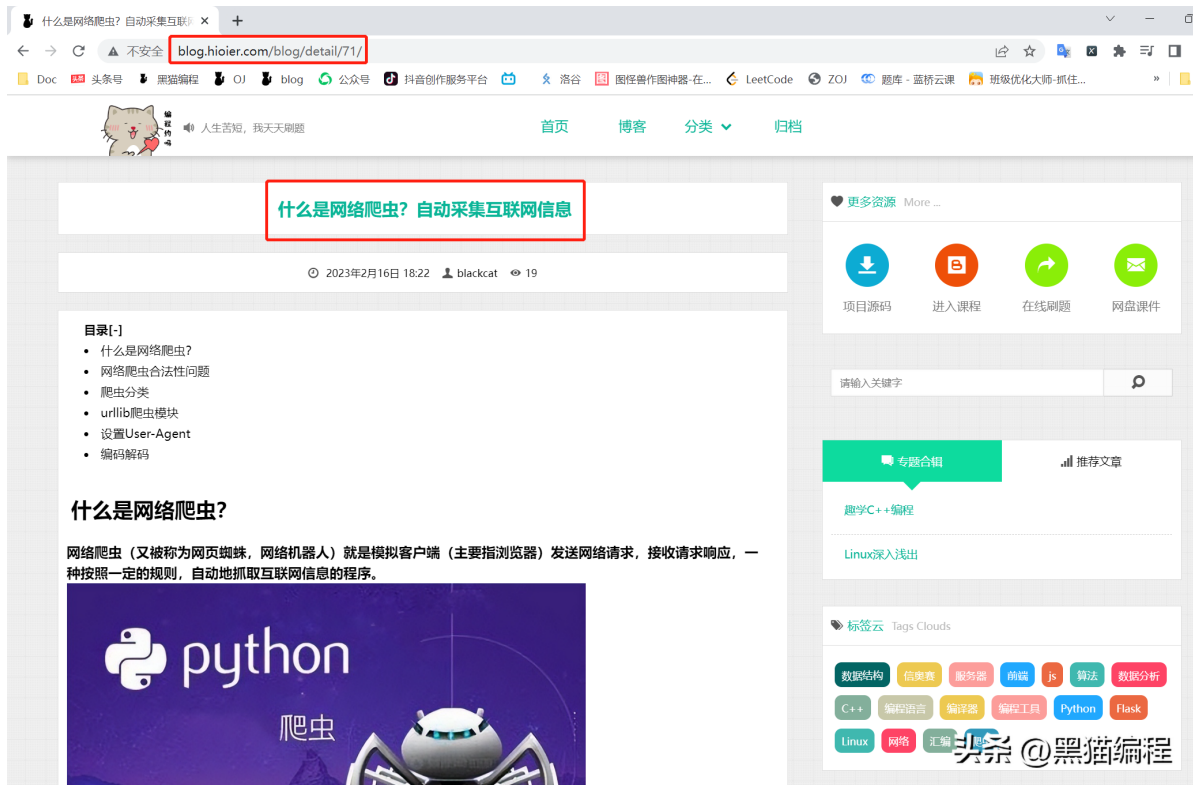 什么是网络爬虫？自动采集互联网
不安全 blog.hioier.com/blog/detail/71/
Doc 头条号 黑猫编程 OJ blog 公众号 抖音创作服务平台 洛谷 图怪兽作图神器-在... LeetCode ZOJ 题库 - 蓝桥云课 班级优化大师-抓住... »
人生苦短，我天天刷题 首页 博客 分类 归档
什么是网络爬虫？自动采集互联网信息
2023年2月16日 18:22 blackcat 19
目录[-]
什么是网络爬虫？
网络爬虫合法性问题
爬虫分类
urllib爬虫模块
设置User-Agent
编码解码
什么是网络爬虫？
网络爬虫（又被称为网页蜘蛛，网络机器人）就是模拟客户端（主要指浏览器）发送网络请求，接收请求响应，一
种按照一定的规则，自动地抓取互联网信息的程序。
python
爬虫
更多资源 More ...
项目源码 进入课程 在线刷题 网盘课件
请输入关键字
专题合辑 推荐文章
趣学C++编程
Linux深入浅出
标签云 Tags Clouds
数据结构 信奥赛 服务器 前端 js 算法 数据分析
C++ 编程语言 编译器 编程工具 Python Flask
Linux 网络 汇编
头条 @黑猫编程